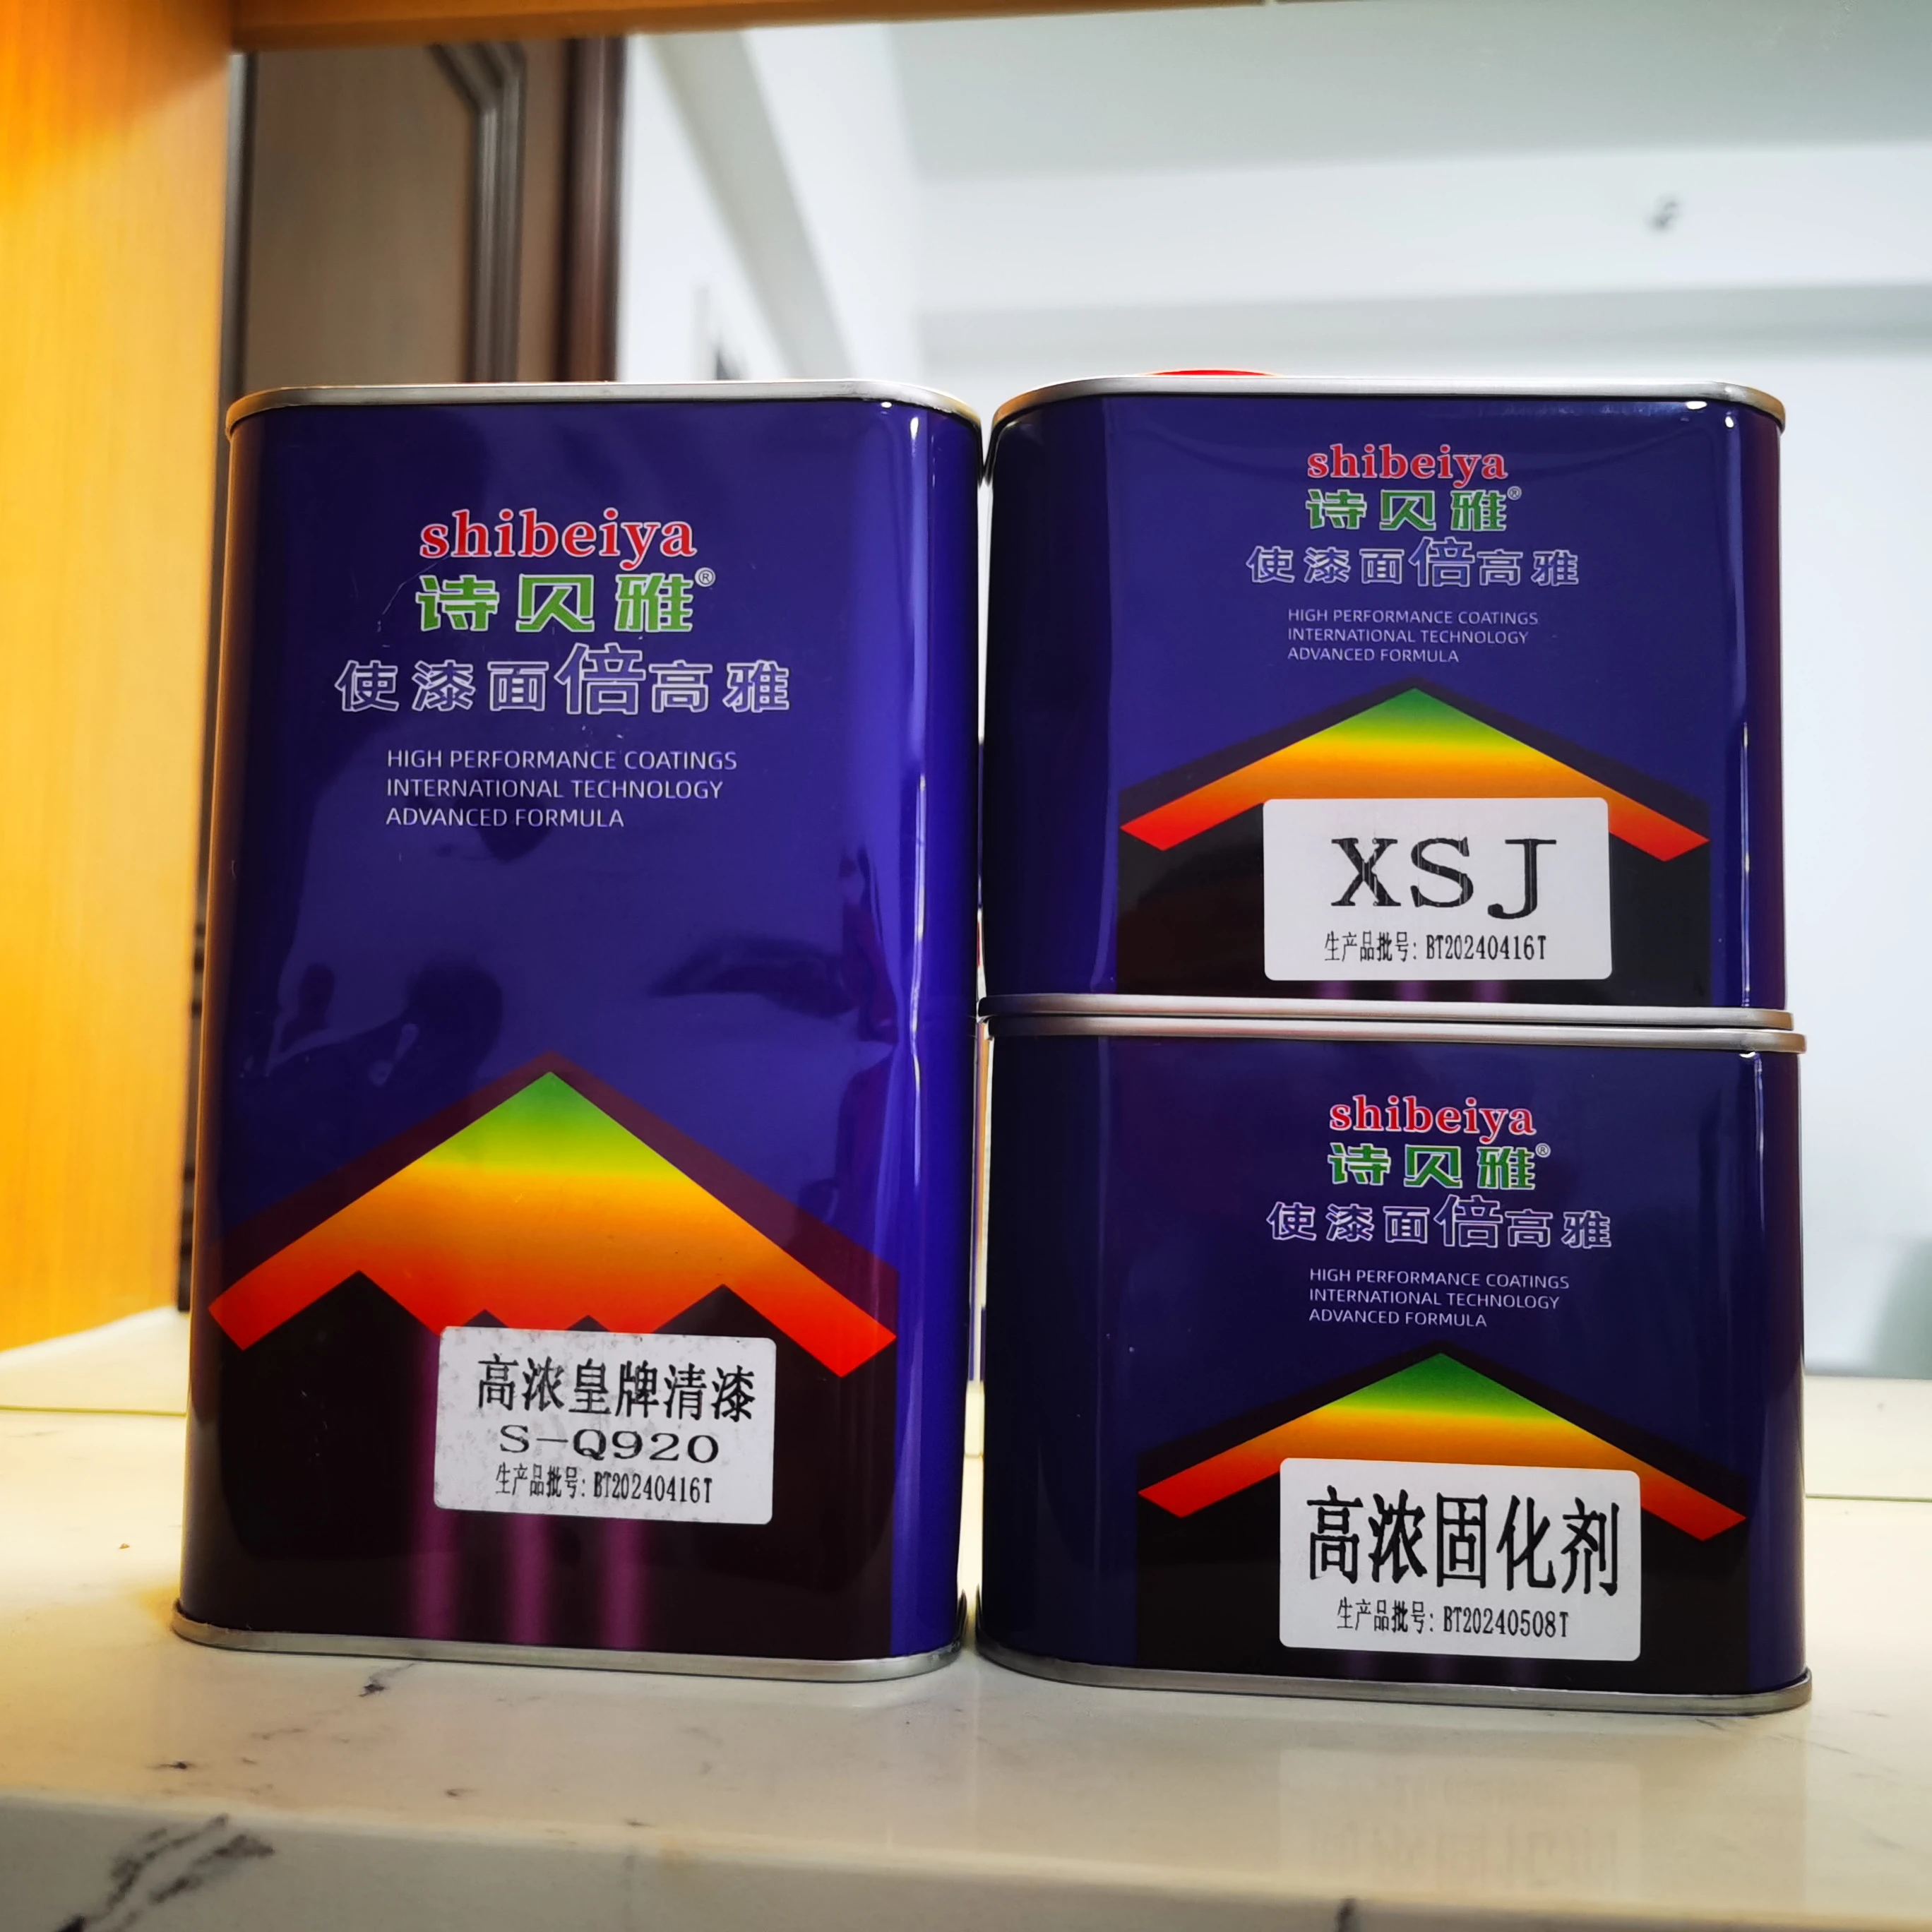 shibeiya
诗贝雅®
使漆面倍高雅
HIGH PERFORMANCE COATINGS
INTERNATIONAL TECHNOLOGY
ADVANCED FORMULA
高浓皇牌清漆
S-Q920
生产品批号: BT20240416T
shibeiya
诗贝雅®
使漆面倍高雅
HIGH PERFORMANCE COATINGS
INTERNATIONAL TECHNOLOGY
ADVANCED FORMULA
XSJ
生产品批号: BT20240416T
shibeiya
诗贝雅®
使漆面倍高雅
HIGH PERFORMANCE COATINGS
INTERNATIONAL TECHNOLOGY
ADVANCED FORMULA
高浓固化剂
生产品批号: BT20240508T